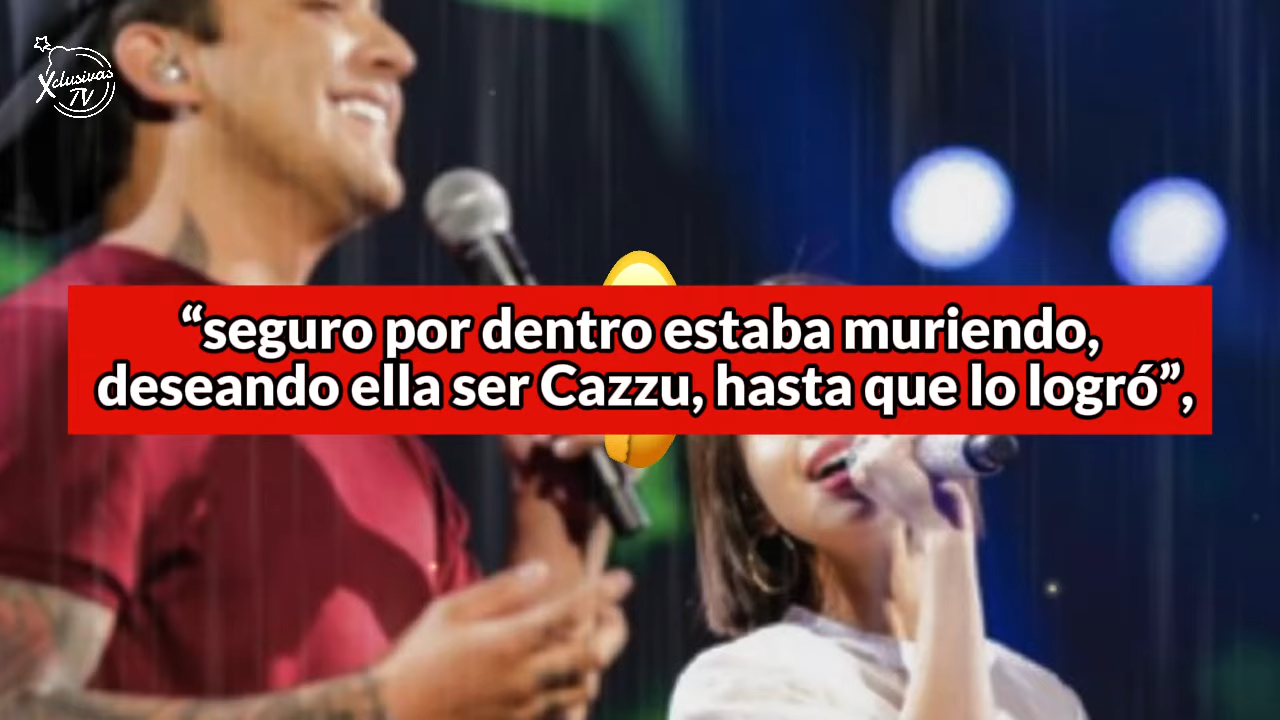 Xclusivas
TV
“seguro por dentro estaba muriendo,
deseando ella ser Cazzu, hasta que lo logró”,